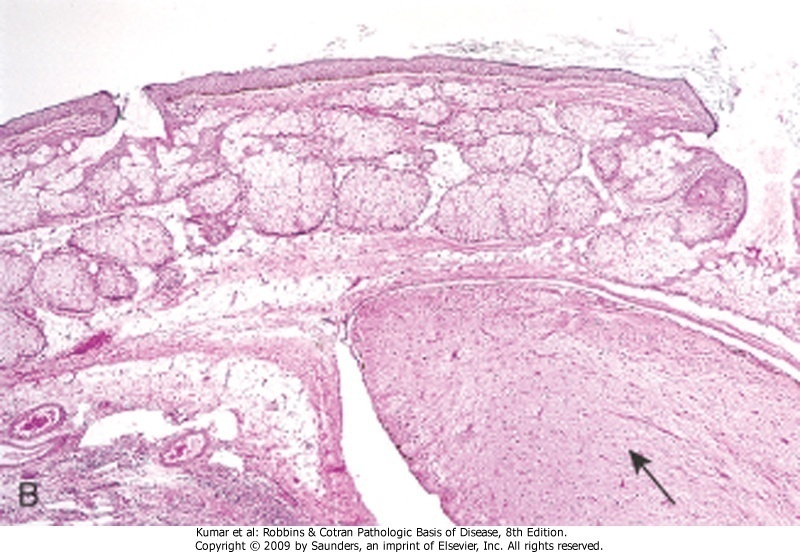 B
Kumar et al: Robbins & Cotran Pathologic Basis of Disease, 8th Edition.
Copyright © 2009 by Saunders, an imprint of Elsevier, Inc. All rights reserved.